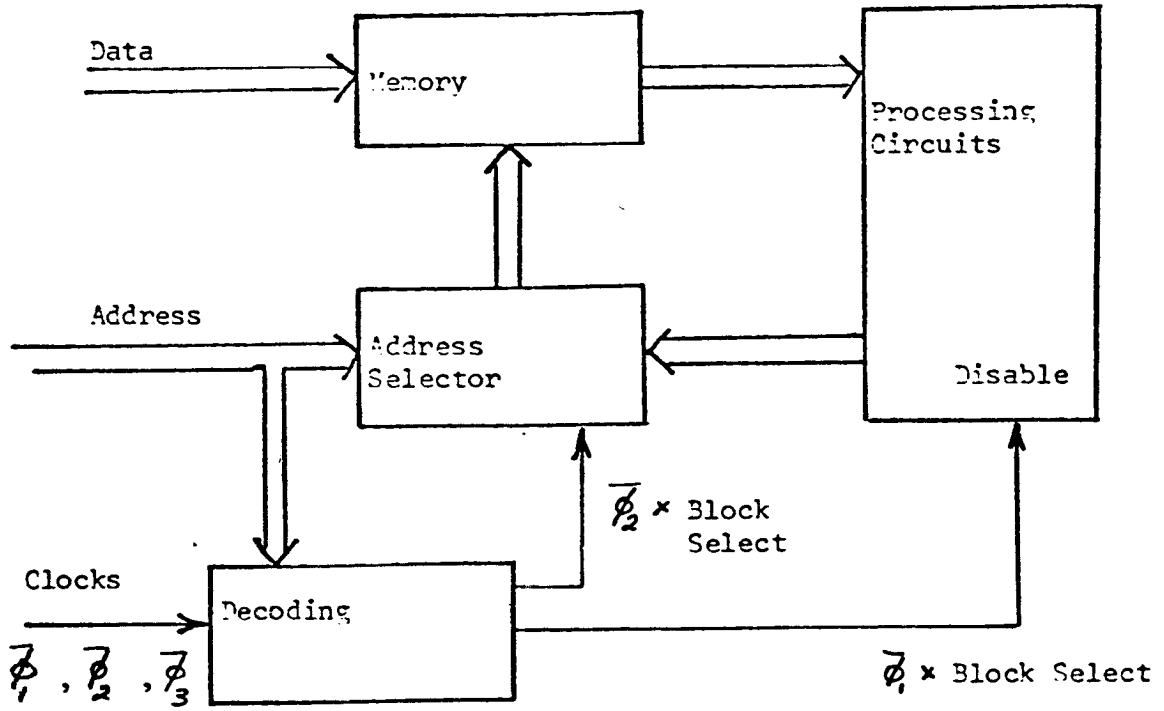 Data
Memory
Processing
Circuits
Address
Address
Selector
Disable
φ̅₂ × Block
Select
Clocks
Decoding
φ̅₁ , φ̅₂ , φ̅₃
φ̅₁ × Block Select